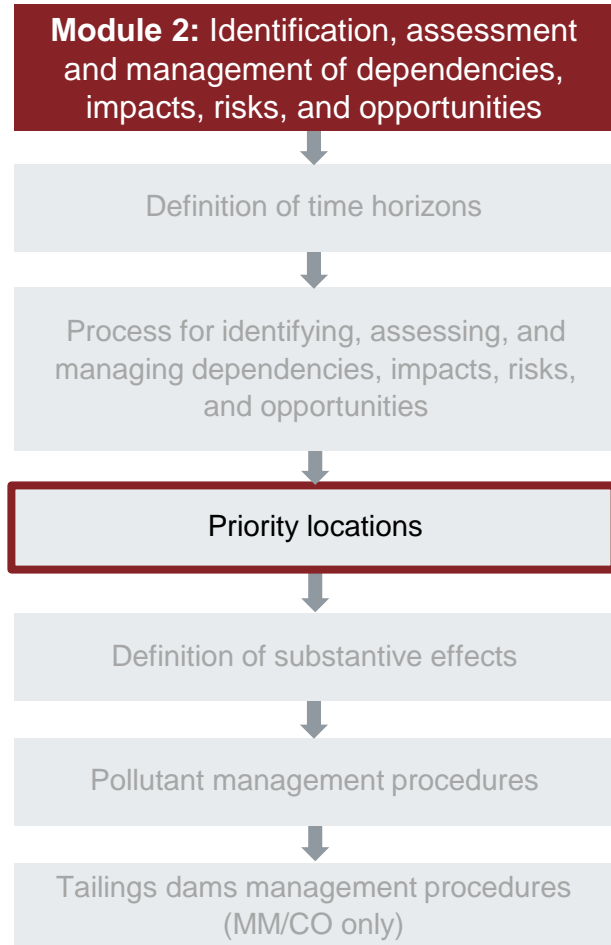 Module 2: Identification, assessment
and management of dependencies,
impacts, risks, and opportunities
Definition of time horizons
Process for identifying, assessing, and
managing dependencies, impacts, risks,
and opportunities
Priority locations
Definition of substantive effects
Pollutant management procedures
Tailings dams management procedures
(MM/CO only)